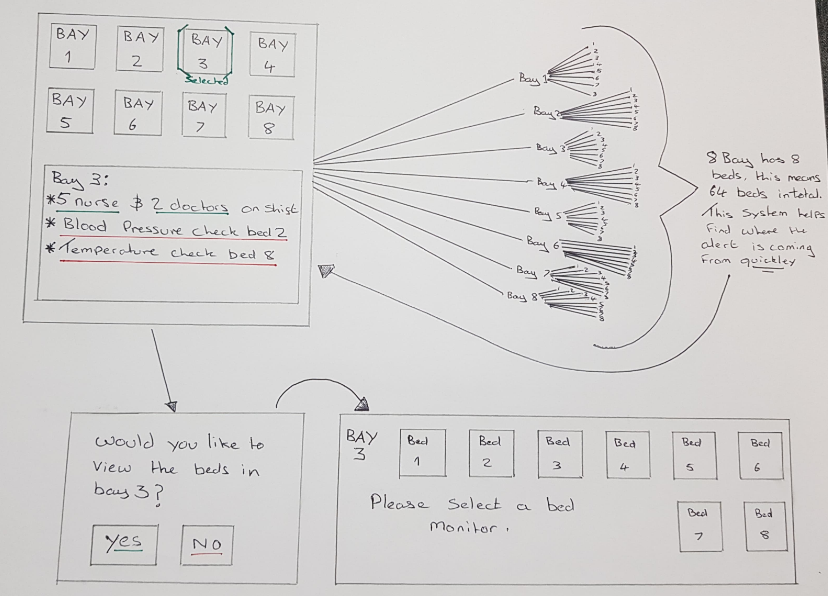 BAY 1
BAY 2
BAY 3
BAY 4
Selected
BAY 5
BAY 6
BAY 7
BAY 8
Bay 3:
*5 nurse & 2 doctors on shist
* Blood Pressure check bed 2
* Temperature check bed 8
Bay 1
Bay 2
Bay 3
Bay 4
Bay 5
Bay 6
Bay 7
Bay 8
8 Bay has 8
beds, this means
64 beds in total.
This System helps
find where the
alert is coming
from quickley
Would you like to
View the beds in
bay 3?
Yes
NO
BAY 3
Bed 1
Bed 2
Bed 3
Bed 4
Bed 5
Bed 6
Please Select a bed
monitor.
Bed 7
Bed 8